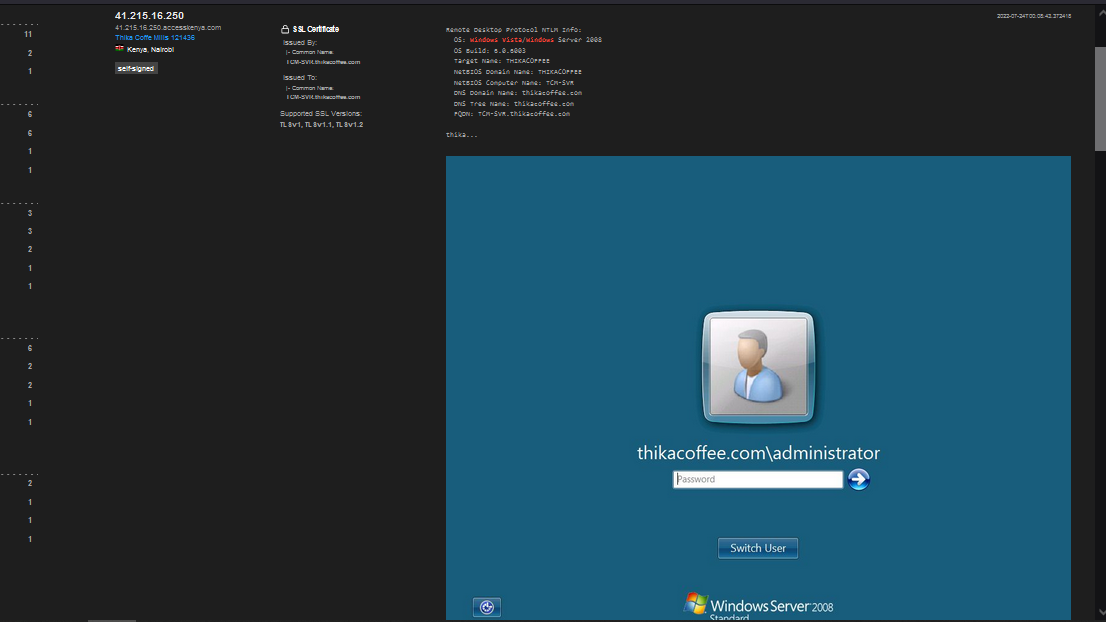 11
2
1
6
6
1
1
3
3
2
1
1
6
2
2
1
1
2
1
1
1
41.215.16.250
41.215.16.250.accesskenya.com
Thika Coffe Mills 121436
Kenya, Nairobi
self-signed
SSL Certificate
Issued By:
|- Common Name:
TCM-SVR.thikacoffee.com
Issued To:
|- Common Name:
TCM-SVR.thikacoffee.com
Supported SSL Versions:
TLSv1, TLSv1.1, TLSv1.2
2022-07-24T02:05:42.372418
Remote Desktop Protocol NTLM Info:
OS: Windows Vista/Windows Server 2008
OS Build: 6.0.6003
Target Name: THIKACOFFEE
NetBIOS Domain Name: THIKACOFFEE
NetBIOS Computer Name: TCM-SVR
DNS Domain Name: thikacoffee.com
DNS Tree Name: thikacoffee.com
FQDN: TCM-SVR.thikacoffee.com
thika...
thikacoffee.com\administrator
Password
Switch User
Windows Server 2008
Standard